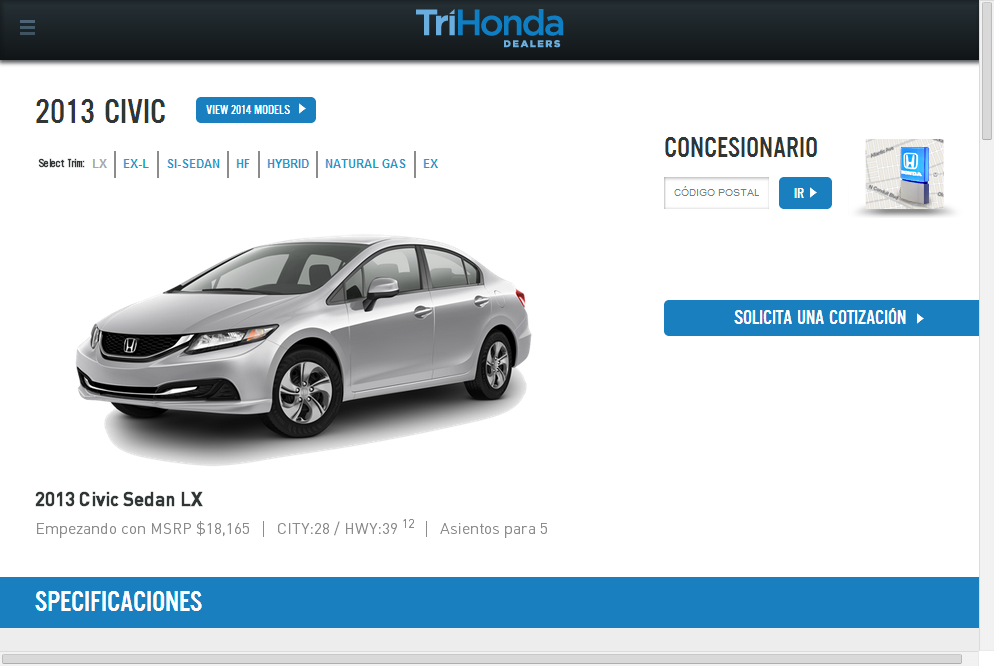 TriHonda
DEALERS
2013 CIVIC
VIEW 2014 MODELS
Select Trim: LX EX-L SI-SEDAN HF HYBRID NATURAL GAS EX
CONCESIONARIO
CÓDIGO POSTAL
IR
HONDA
SOLICITA UNA COTIZACIÓN
2013 Civic Sedan LX
Empezando con MSRP $18,165 | CITY:28 / HWY:39 12 | Asientos para 5
SPECIFICACIONES